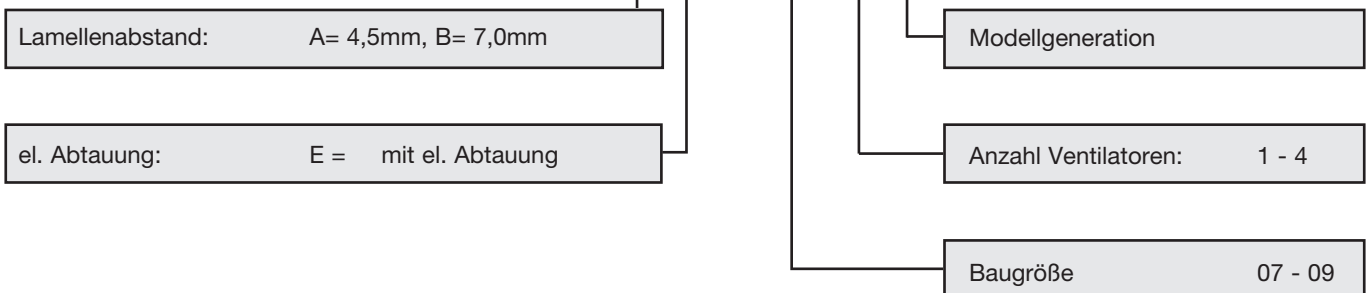 Lamellenabstand: A= 4,5mm, B= 7,0mm
Modellgeneration
el. Abtauung: E = mit el. Abtauung
Anzahl Ventilatoren: 1 - 4
Baugröße 07 - 09